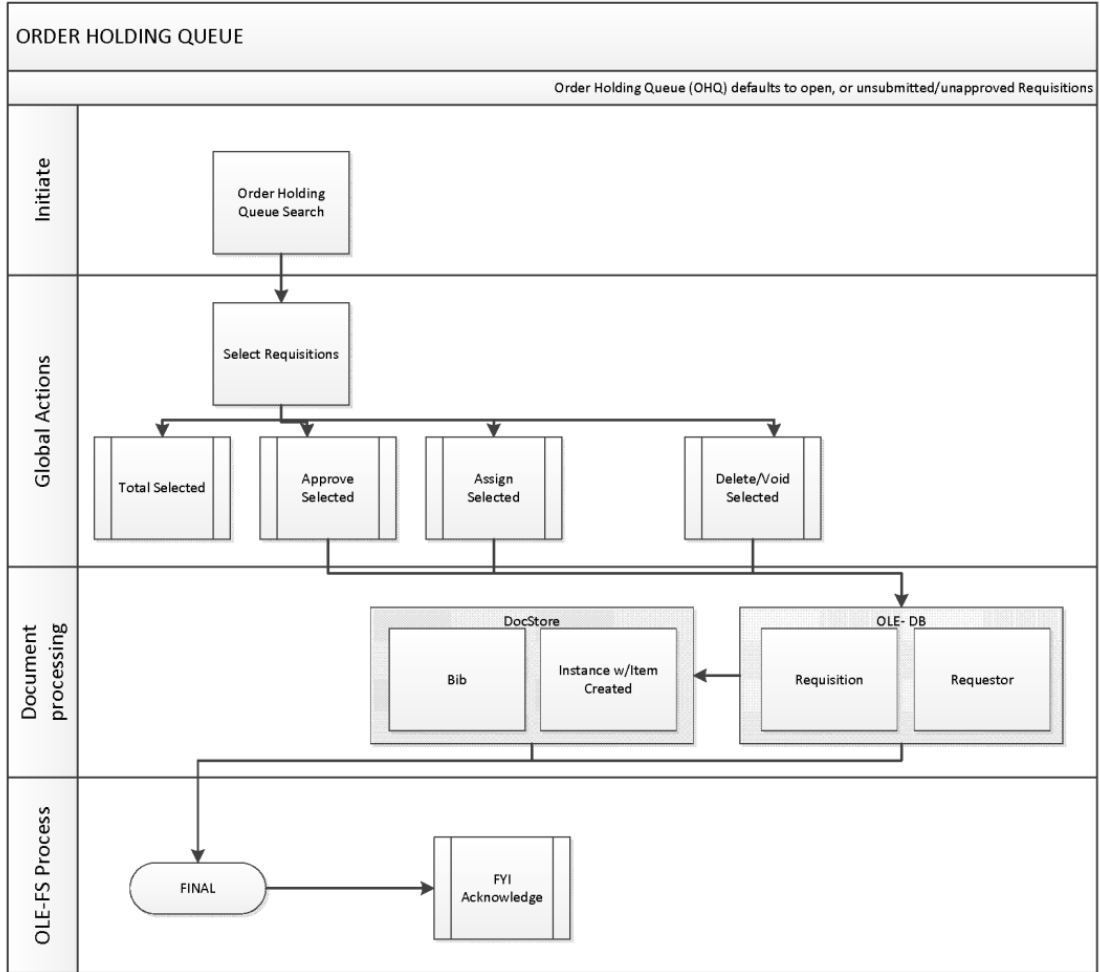 ORDER HOLDING QUEUE
Order Holding Queue (OHQ) defaults to open, or unsubmitted/unapproved Requisitions
Initiate
Order Holding
Queue Search
Global Actions
Select Requisitions
Total Selected
Approve
Selected
Assign
Selected
Delete/Void
Selected
Document
processing
DocStore
Bib
Instance w/Item
Created
OLE- DB
Requisition
Requestor
OLE-FS Process
FINAL
FYI
Acknowledge